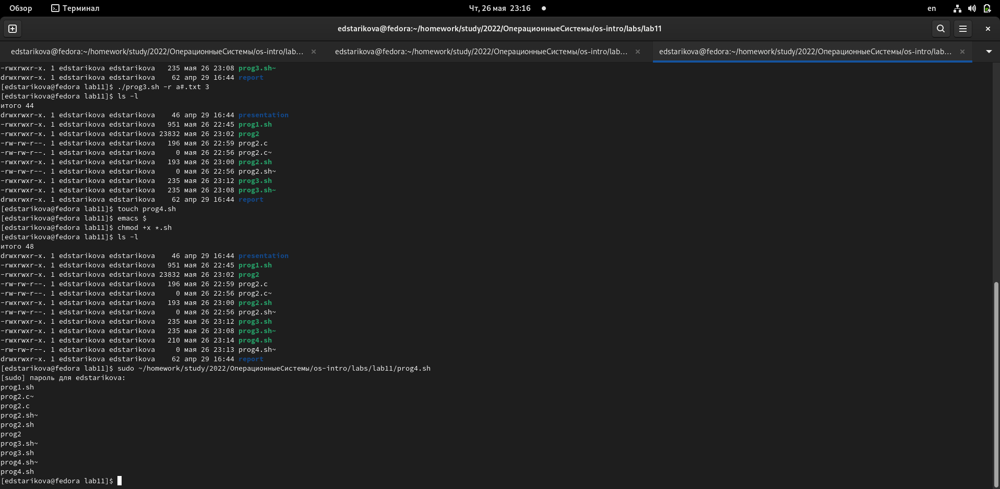 Обзор Терминал Чт, 26 мая 23:16 en
edstarikova@fedora:~/homework/study/2022/ОперационныеСистемы/os-intro/labs/lab11
edstarikova@fedora:~/homework/study/2022/ОперационныеСистемы/os-intro/lab... edstarikova@fedora:~/homework/study/2022/ОперационныеСистемы/os-intro/lab... edstarikova@fedora:~/homework/study/2022/ОперационныеСистемы/os-intro/lab...
-rwxrwxr-x. 1 edstarikova edstarikova   235 мая 26 23:08 prog3.sh~
drwxrwxr-x. 1 edstarikova edstarikova    62 апр 29 16:44 report
[edstarikova@fedora lab11]$ ./prog3.sh -r a#.txt 3
[edstarikova@fedora lab11]$ ls -l
итого 44
drwxrwxr-x. 1 edstarikova edstarikova    46 апр 29 16:44 presentation
-rwxrwxr-x. 1 edstarikova edstarikova   951 мая 26 22:45 prog1.sh
-rwxrwxr-x. 1 edstarikova edstarikova 23832 мая 26 23:02 prog2
-rw-rw-r--. 1 edstarikova edstarikova   196 мая 26 22:59 prog2.c
-rw-rw-r--. 1 edstarikova edstarikova     0 мая 26 22:56 prog2.c~
-rwxrwxr-x. 1 edstarikova edstarikova   193 мая 26 23:00 prog2.sh
-rw-rw-r--. 1 edstarikova edstarikova     0 мая 26 22:56 prog2.sh~
-rwxrwxr-x. 1 edstarikova edstarikova   235 мая 26 23:12 prog3.sh
-rwxrwxr-x. 1 edstarikova edstarikova   235 мая 26 23:08 prog3.sh~
drwxrwxr-x. 1 edstarikova edstarikova    62 апр 29 16:44 report
[edstarikova@fedora lab11]$ touch prog4.sh
[edstarikova@fedora lab11]$ emacs $
[edstarikova@fedora lab11]$ chmod +x *.sh
[edstarikova@fedora lab11]$ ls -l
итого 48
drwxrwxr-x. 1 edstarikova edstarikova    46 апр 29 16:44 presentation
-rwxrwxr-x. 1 edstarikova edstarikova   951 мая 26 22:45 prog1.sh
-rwxrwxr-x. 1 edstarikova edstarikova 23832 мая 26 23:02 prog2
-rw-rw-r--. 1 edstarikova edstarikova   196 мая 26 22:59 prog2.c
-rw-rw-r--. 1 edstarikova edstarikova     0 мая 26 22:56 prog2.c~
-rwxrwxr-x. 1 edstarikova edstarikova   193 мая 26 23:00 prog2.sh
-rw-rw-r--. 1 edstarikova edstarikova     0 мая 26 22:56 prog2.sh~
-rwxrwxr-x. 1 edstarikova edstarikova   235 мая 26 23:12 prog3.sh
-rwxrwxr-x. 1 edstarikova edstarikova   235 мая 26 23:08 prog3.sh~
-rwxrwxr-x. 1 edstarikova edstarikova   210 мая 26 23:14 prog4.sh
-rw-rw-r--. 1 edstarikova edstarikova     0 мая 26 23:13 prog4.sh~
drwxrwxr-x. 1 edstarikova edstarikova    62 апр 29 16:44 report
[edstarikova@fedora lab11]$ sudo ~/homework/study/2022/ОперационныеСистемы/os-intro/labs/lab11/prog4.sh
[sudo] пароль для edstarikova:
prog1.sh
prog2.c~
prog2.c
prog2.sh~
prog2.sh
prog2
prog3.sh~
prog3.sh
prog4.sh~
prog4.sh
[edstarikova@fedora lab11]$